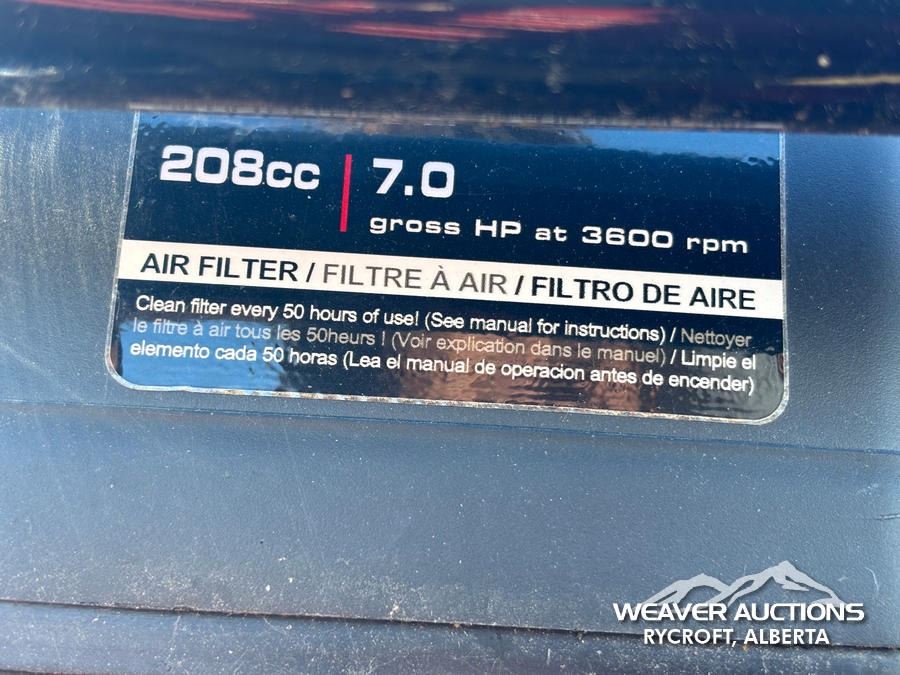 208cc
7.0
gross HP at 3600 rpm
AIR FILTER / FILTRE À AIR / FILTRO DE AIRE
Clean filter every 50 hours of use! (See manual for instructions) / Nettoyer
le filtre à air tous les 50heurs ! (Voir explication dans le manuel) / Limpie el
elemento cada 50 horas (Lea el manual de operacion antes de encender)
WEAVER AUCTIONS
RYCROFT, ALBERTA